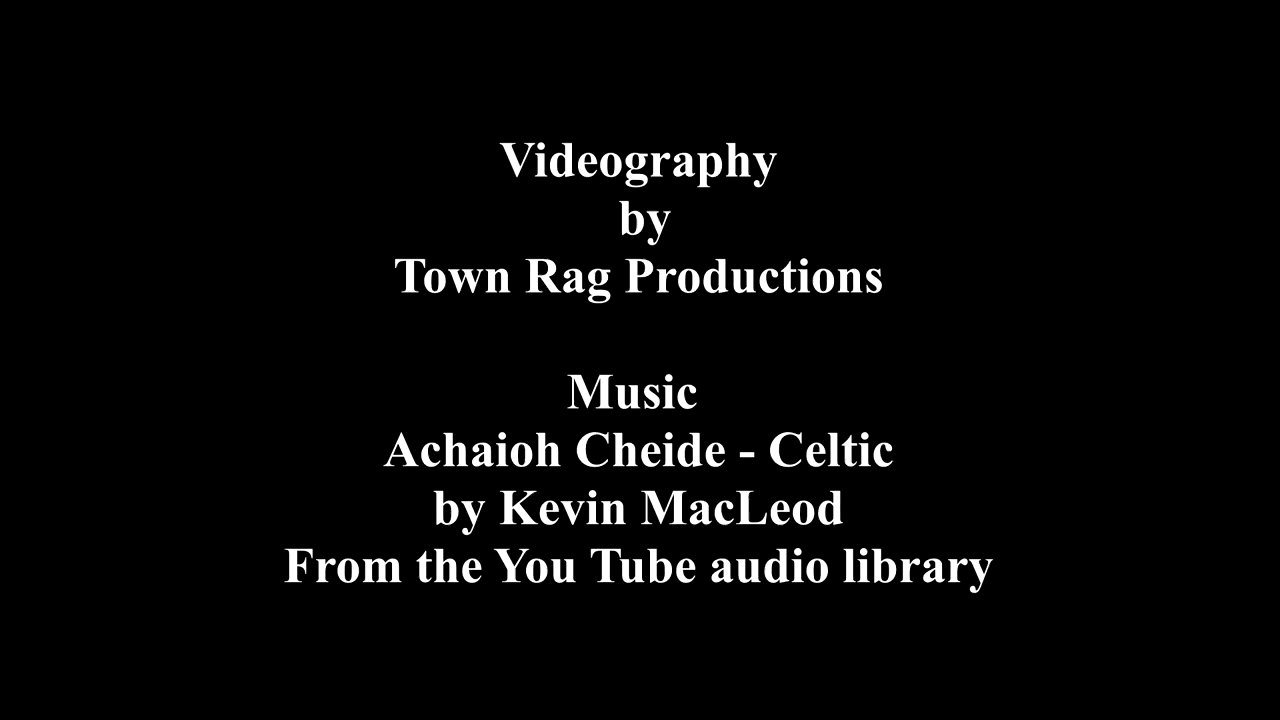 Videography
by
Town Rag Productions
Music
Achaioh Cheide - Celtic
by Kevin MacLeod
From the You Tube audio library